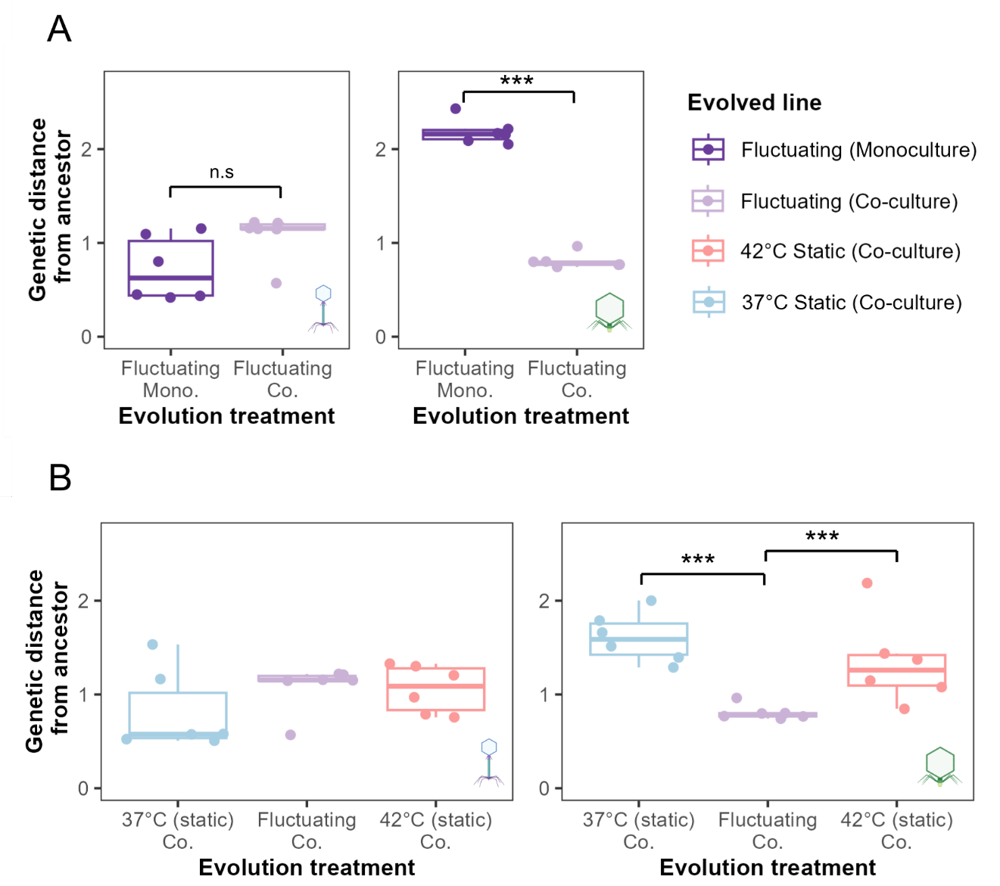 A
Genetic distance
from ancestor
2
1
0
n.s
Fluctuating
Mono.
Fluctuating
Co.
Evolution treatment
2
1
0
***
Fluctuating
Mono.
Fluctuating
Co.
Evolution treatment
Evolved line
Fluctuating (Monoculture)
Fluctuating (Co-culture)
42°C Static (Co-culture)
37°C Static (Co-culture)
B
Genetic distance
from ancestor
2
1
0
37°C (static)
Co.
Fluctuating
Co.
42°C (static)
Co.
Evolution treatment
2
1
0
***
***
37°C (static)
Co.
Fluctuating
Co.
42°C (static)
Co.
Evolution treatment